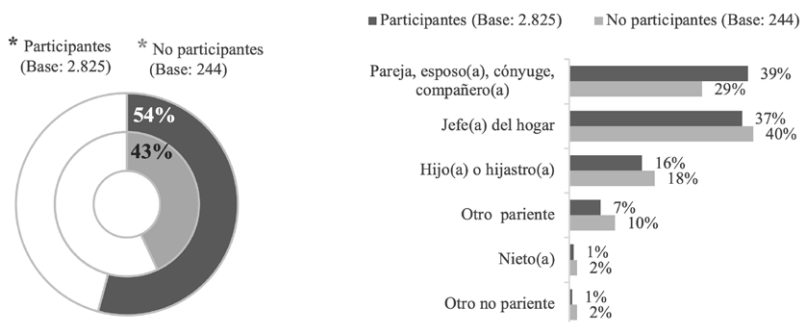 * Participantes
(Base: 2.825)
* No participantes
(Base: 244)
54%
43%
■ Participantes (Base: 2.825) ■ No participantes (Base: 244)
Pareja, esposo(a), cónyuge,
compañero(a)
39%
29%
Jefe(a) del hogar
37%
40%
Hijo(a) o hijastro(a)
16%
18%
Otro pariente
7%
10%
Nieto(a)
1%
2%
Otro no pariente
1%
2%